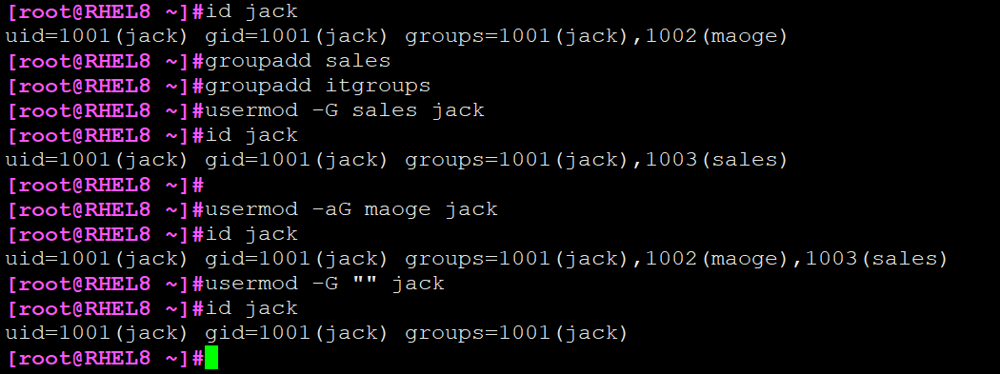 [root@RHEL8 ~]#id jack
uid=1001(jack) gid=1001(jack) groups=1001(jack),1002(maoge)
[root@RHEL8 ~]#groupadd sales
[root@RHEL8 ~]#groupadd itgroups
[root@RHEL8 ~]#usermod -G sales jack
[root@RHEL8 ~]#id jack
uid=1001(jack) gid=1001(jack) groups=1001(jack),1003(sales)
[root@RHEL8 ~]#
[root@RHEL8 ~]#usermod -aG maoge jack
[root@RHEL8 ~]#id jack
uid=1001(jack) gid=1001(jack) groups=1001(jack),1002(maoge),1003(sales)
[root@RHEL8 ~]#usermod -G "" jack
[root@RHEL8 ~]#id jack
uid=1001(jack) gid=1001(jack) groups=1001(jack)
[root@RHEL8 ~]#